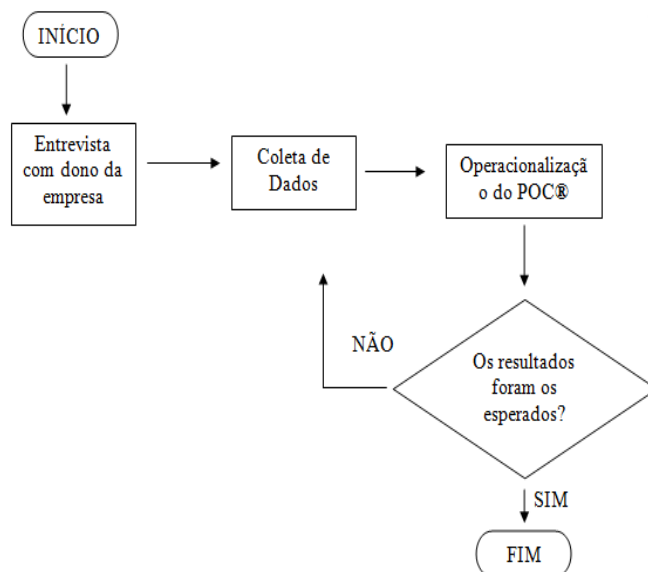 INÍCIO
Entrevista
com dono da
empresa
Coleta de
Dados
Operacionalizaçã
o do POC®
Os resultados
foram os
esperados?
NÃO
SIM
FIM